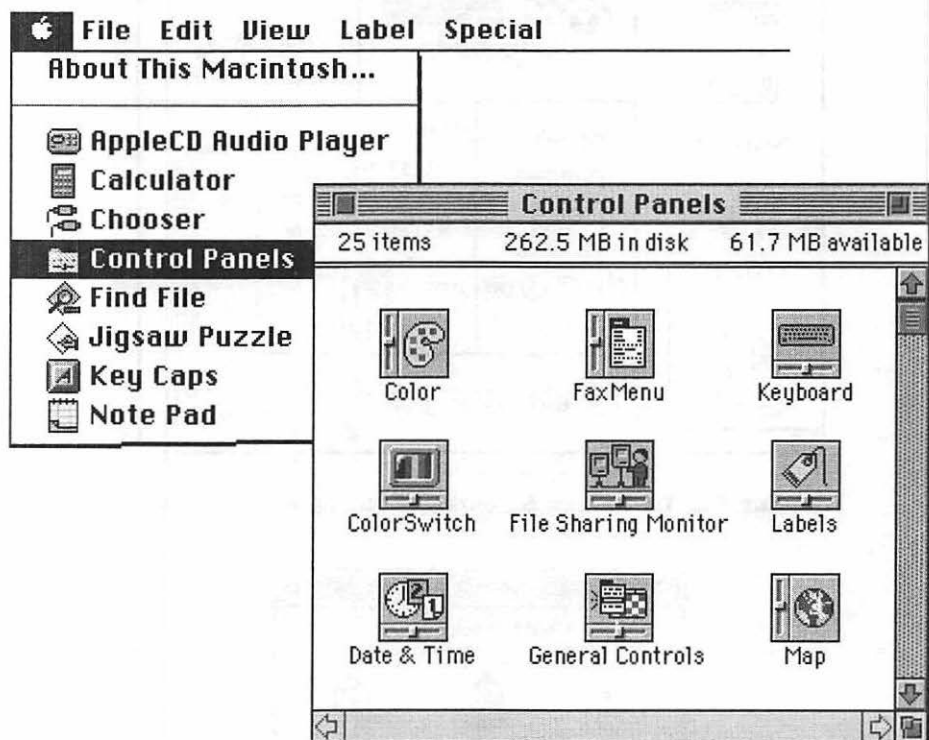 File Edit View Label Special
About This Macintosh...
AppleCD Audio Player
Calculator
Chooser
Control Panels
Find File
Jigsaw Puzzle
Key Caps
Note Pad
Control Panels
25 items 262.5 MB in disk 61.7 MB available
Color FaxMenu Keyboard
ColorSwitch File Sharing Monitor Labels
Date & Time General Controls Map